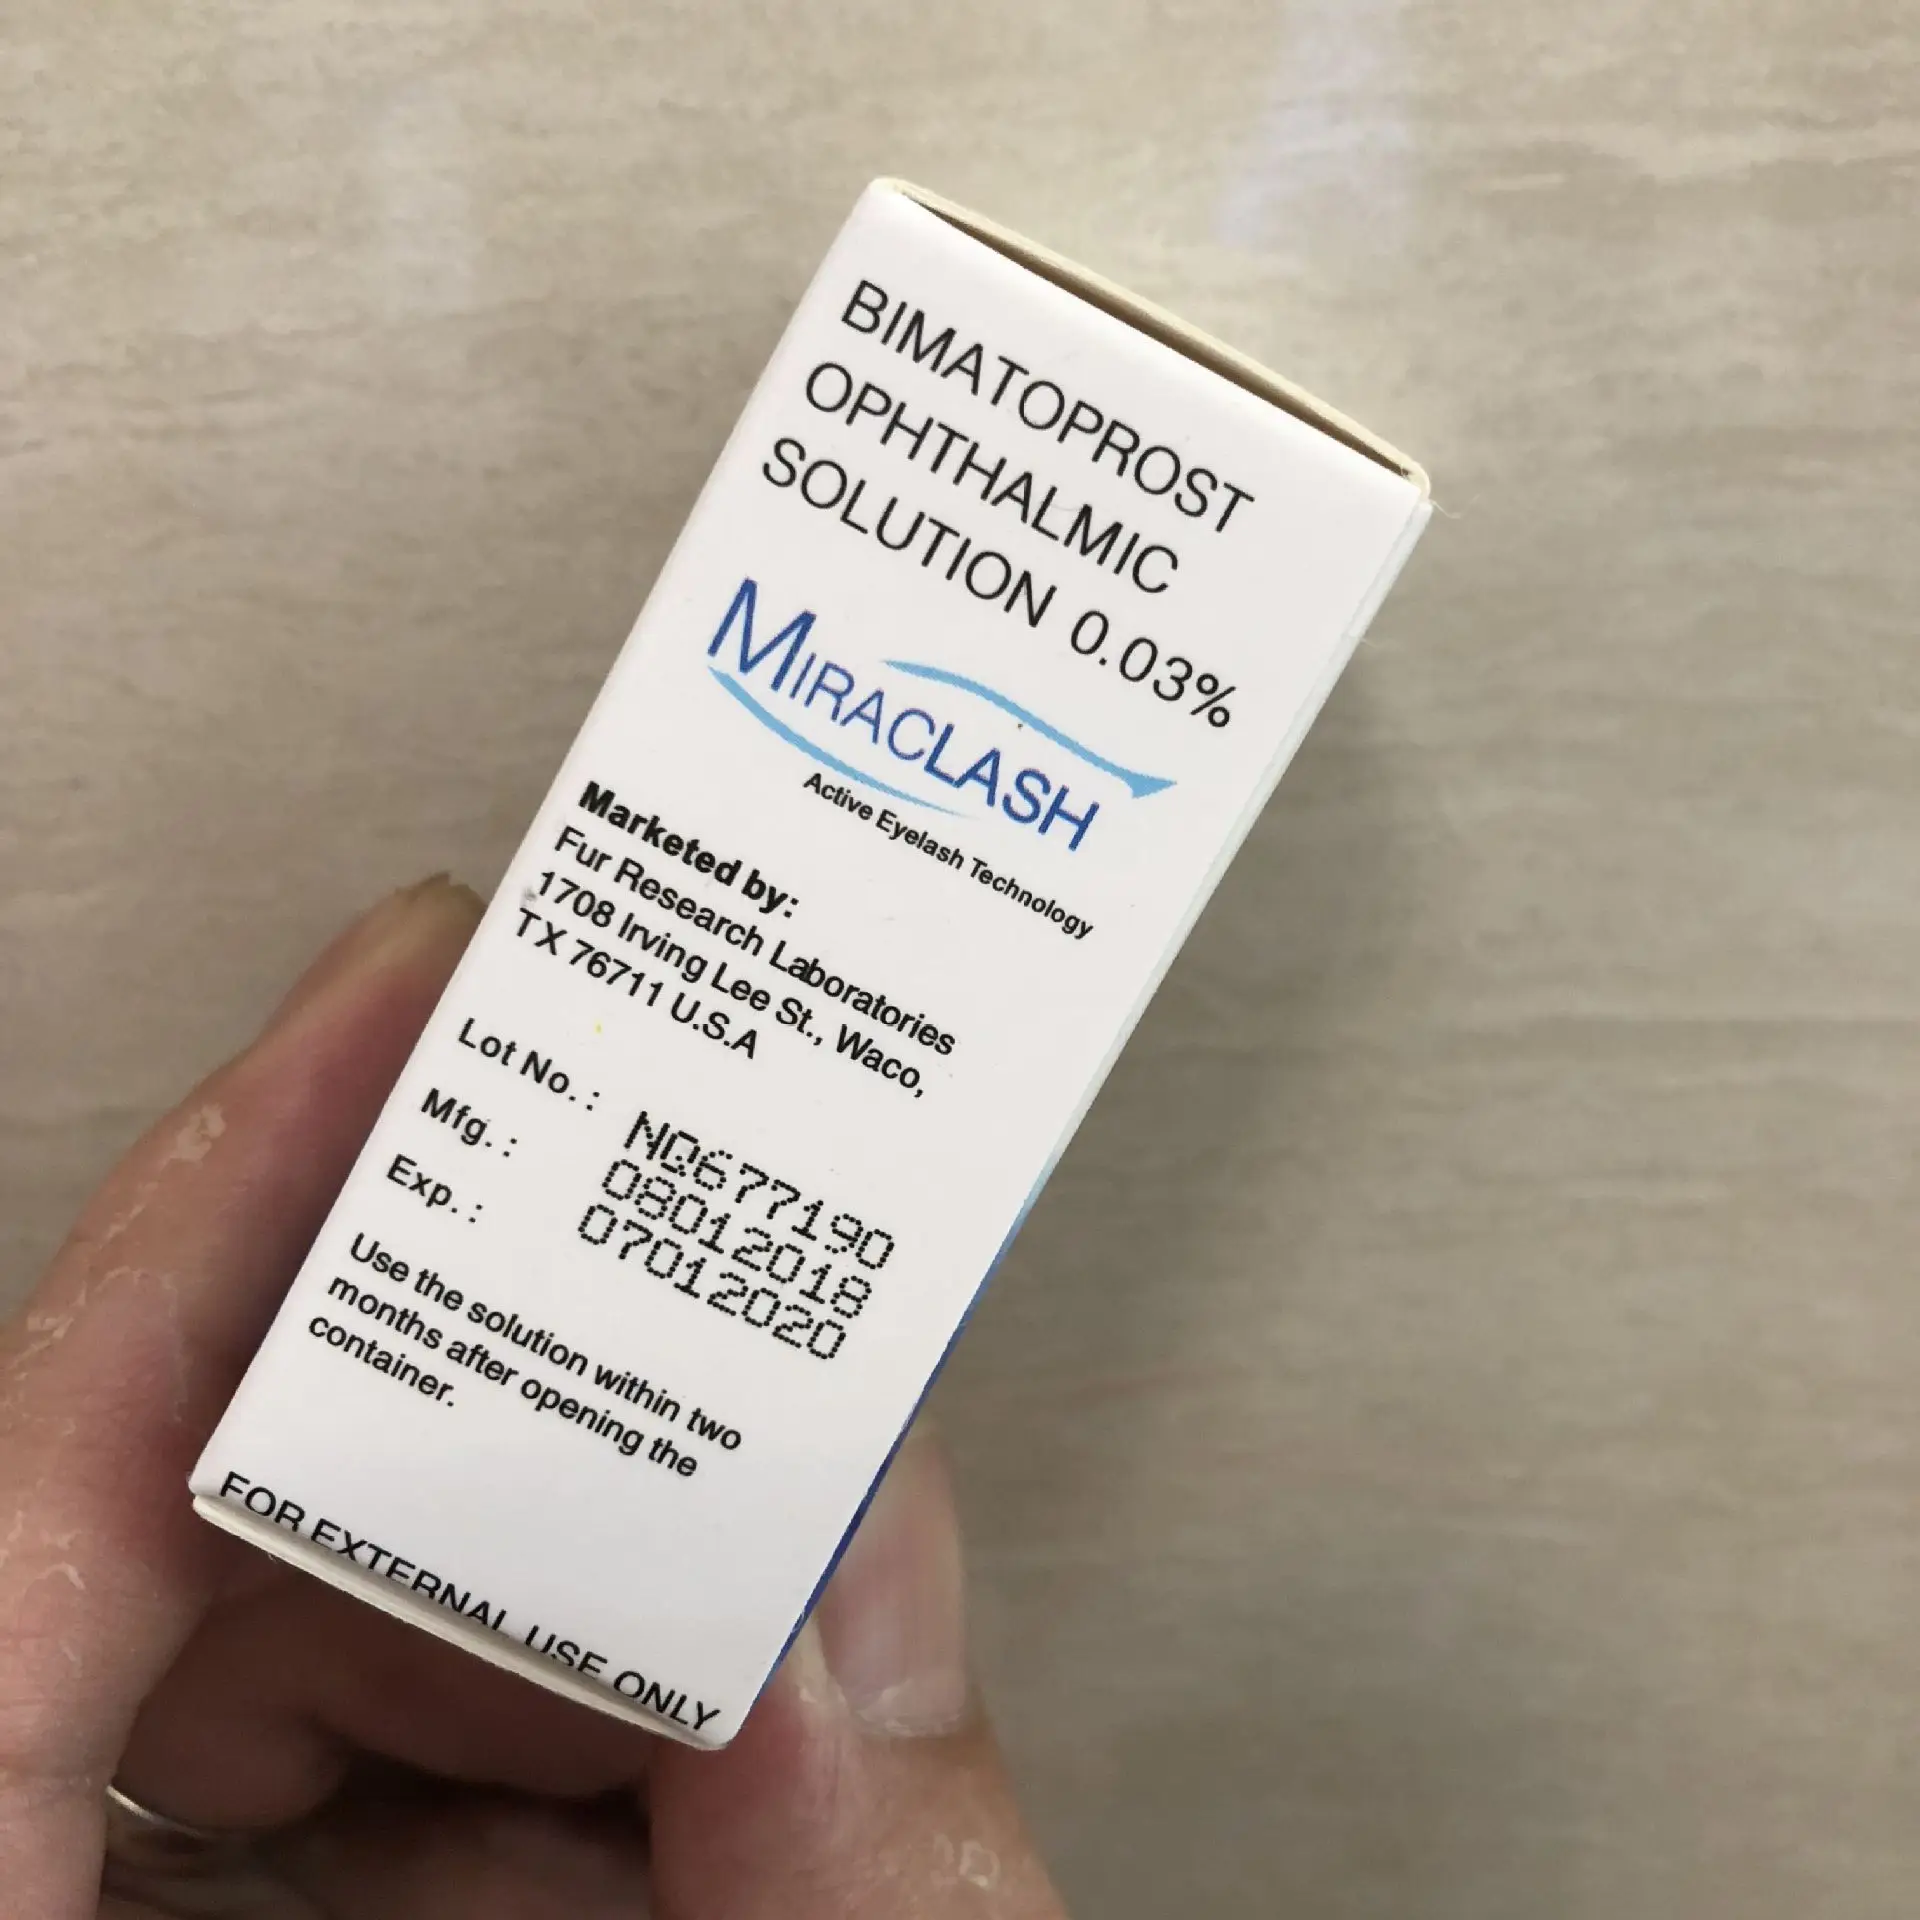 BIMATOPROST
OPHTHALMIC
SOLUTION 0.03%
MIRACLASH
Active Eyelash Technology
Marketed by:
Fur Research Laboratories
1708 Irving Lee St., Waco,
TX 76711 U.S.A
Lot No. : NQ677190
Mfg. : 08012018
Exp. : 07012020
Use the solution within two
months after opening the
container.
FOR EXTERNAL USE ONLY